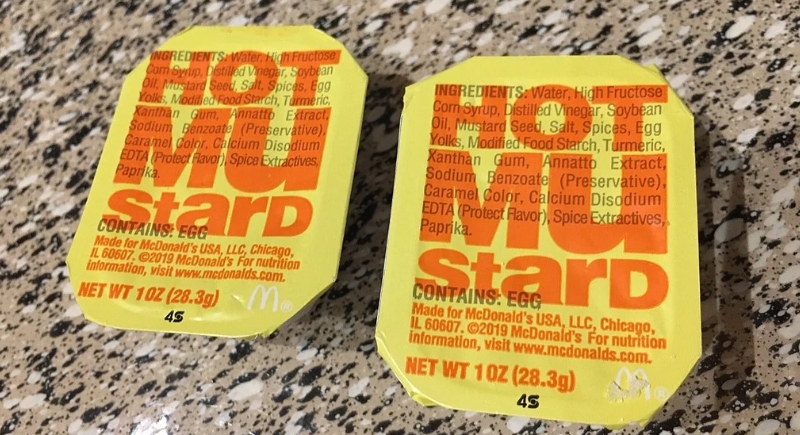 HOT
MU
starD
INGREDIENTS: Water, High Fructose
Corn Syrup, Distilled Vinegar, Soybean
Oil, Mustard Seed, Salt, Spices, Egg
Yolks, Modified Food Starch, Turmeric,
Xanthan Gum, Annatto Extract,
Sodium Benzoate (Preservative),
Caramel Color, Calcium Disodium
EDTA (Protect Flavor), Spice Extractives,
Paprika.
CONTAINS: EGG
Made for McDonald's USA, LLC, Chicago,
IL 60607. ©2019 McDonald's For nutrition
information, visit www.mcdonalds.com.
NET WT 1 OZ (28.3g)
M®
4S
HOT
MU
starD
INGREDIENTS: Water, High Fructose
Corn Syrup, Distilled Vinegar, Soybean
Oil, Mustard Seed, Salt, Spices, Egg
Yolks, Modified Food Starch, Turmeric,
Xanthan Gum, Annatto Extract,
Sodium Benzoate (Preservative),
Caramel Color, Calcium Disodium
EDTA (Protect Flavor), Spice Extractives,
Paprika.
CONTAINS: EGG
Made for McDonald's USA, LLC, Chicago,
IL 60607. ©2019 McDonald's For nutrition
information, visit www.mcdonalds.com.
NET WT 1 OZ (28.3g)
M®
4S